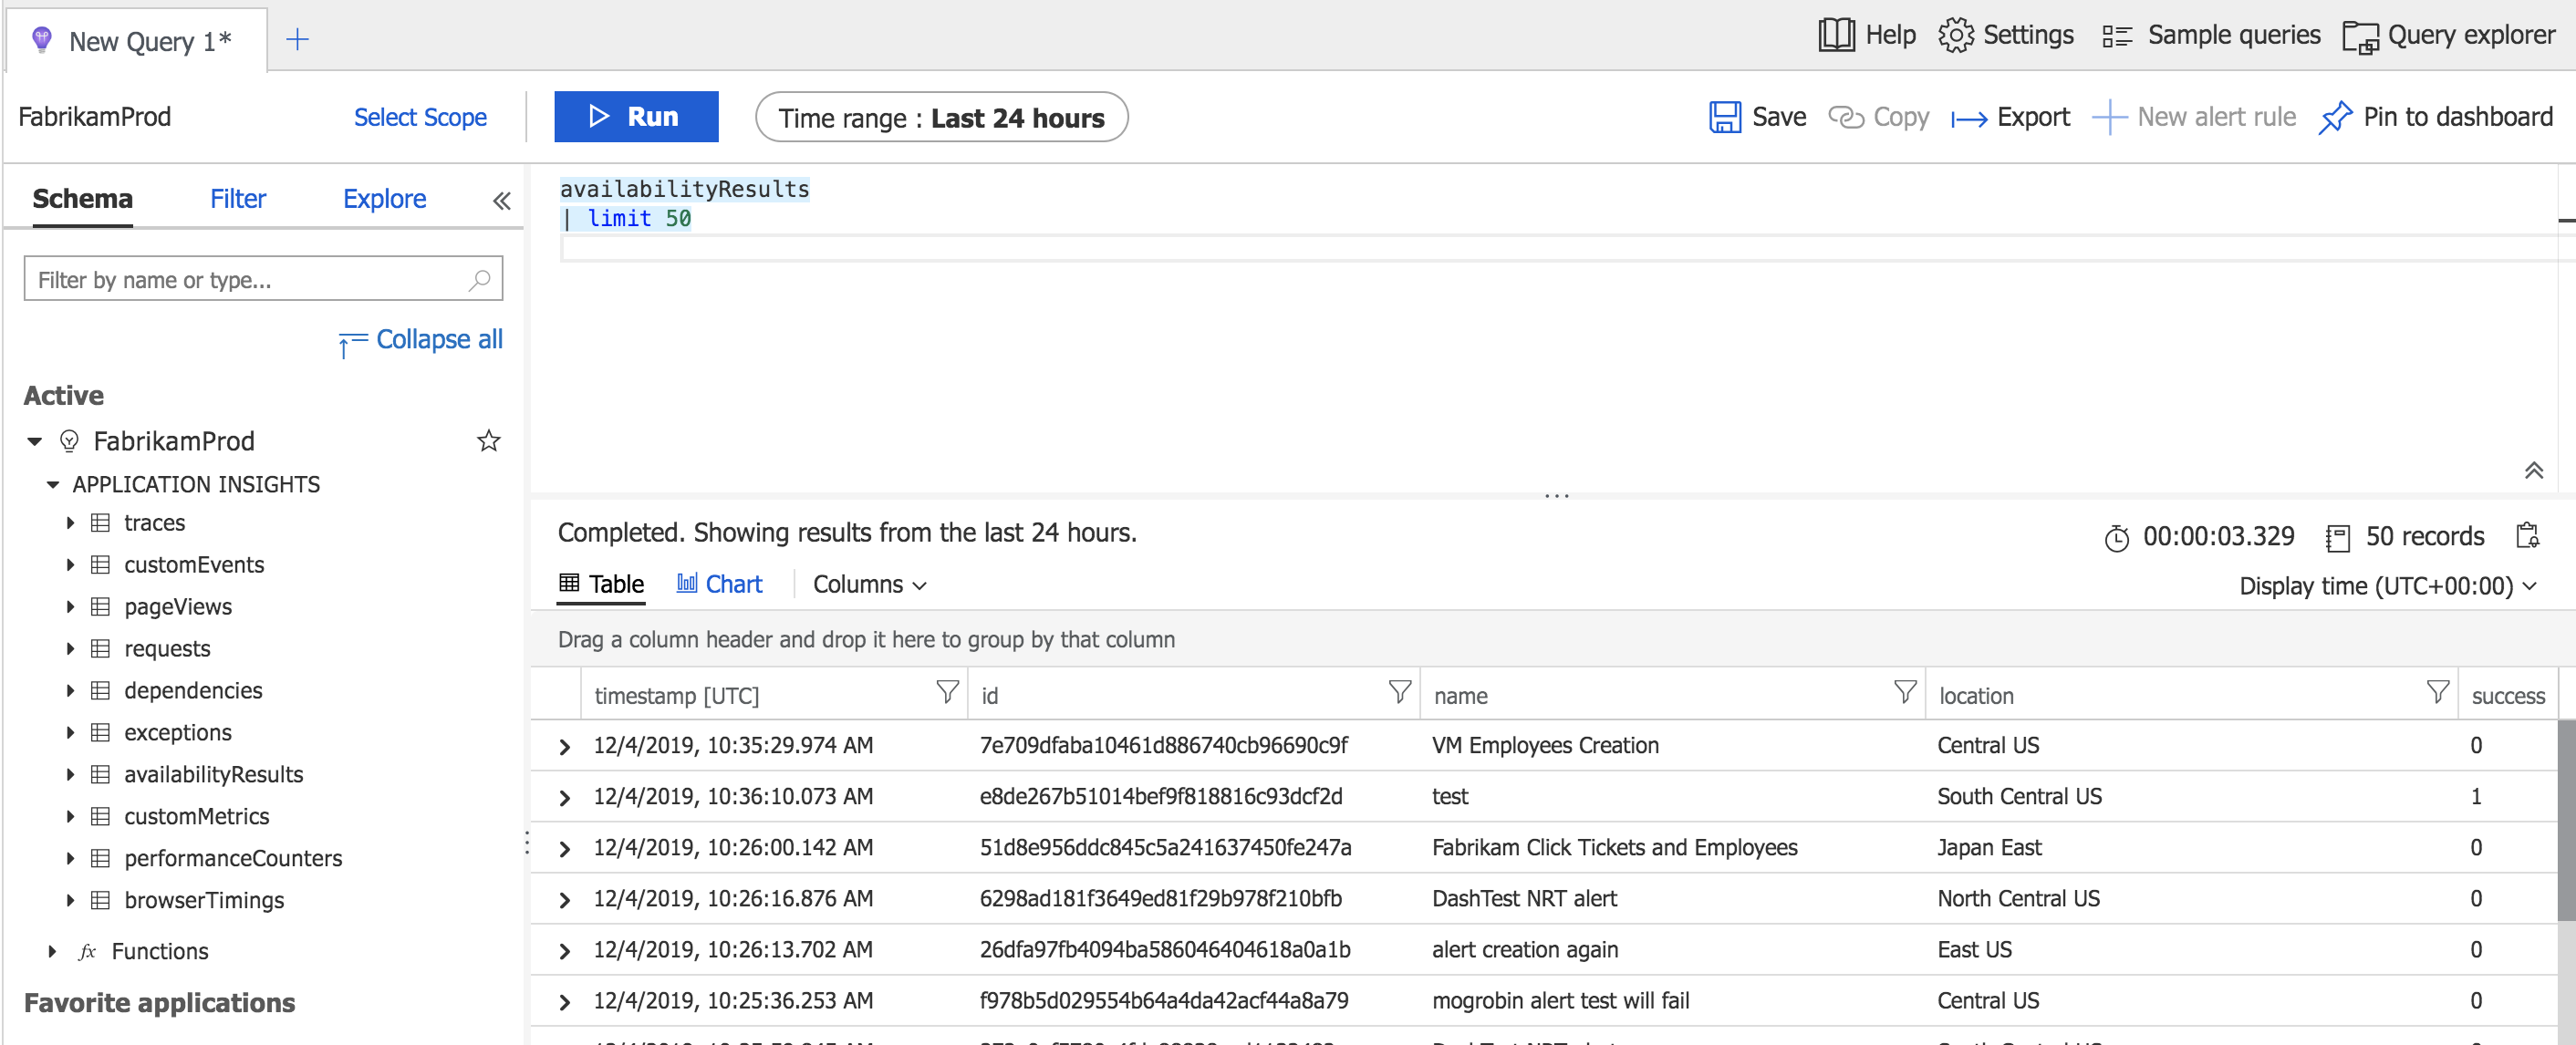 New Query 1*
Help Settings Sample queries Query explorer
FabrikamProd Select Scope Run Time range : Last 24 hours Save Copy Export New alert rule Pin to dashboard
Schema Filter Explore
Filter by name or type...
Collapse all
Active
FabrikamProd
APPLICATION INSIGHTS
traces
customEvents
pageViews
requests
dependencies
exceptions
availabilityResults
customMetrics
performanceCounters
browserTimings
fx Functions
Favorite applications
availabilityResults
| limit 50
Completed. Showing results from the last 24 hours. 00:00:03.329 50 records
Table Chart Columns Display time (UTC+00:00)
Drag a column header and drop it here to group by that column
timestamp [UTC] id name location success
12/4/2019, 10:35:29.974 AM 7e709dfaba10461d886740cb96690c9f VM Employees Creation Central US 0
12/4/2019, 10:36:10.073 AM e8de267b51014bef9f818816c93dcf2d test South Central US 1
12/4/2019, 10:26:00.142 AM 51d8e956ddc845c5a241637450fe247a Fabrikam Click Tickets and Employees Japan East 0
12/4/2019, 10:26:16.876 AM 6298ad181f3649ed81f29b978f210bfb DashTest NRT alert North Central US 0
12/4/2019, 10:26:13.702 AM 26dfa97fb4094ba586046404618a0a1b alert creation again East US 0
12/4/2019, 10:25:36.253 AM f978b5d029554b64a4da42acf44a8a79 mogrobin alert test will fail Central US 0